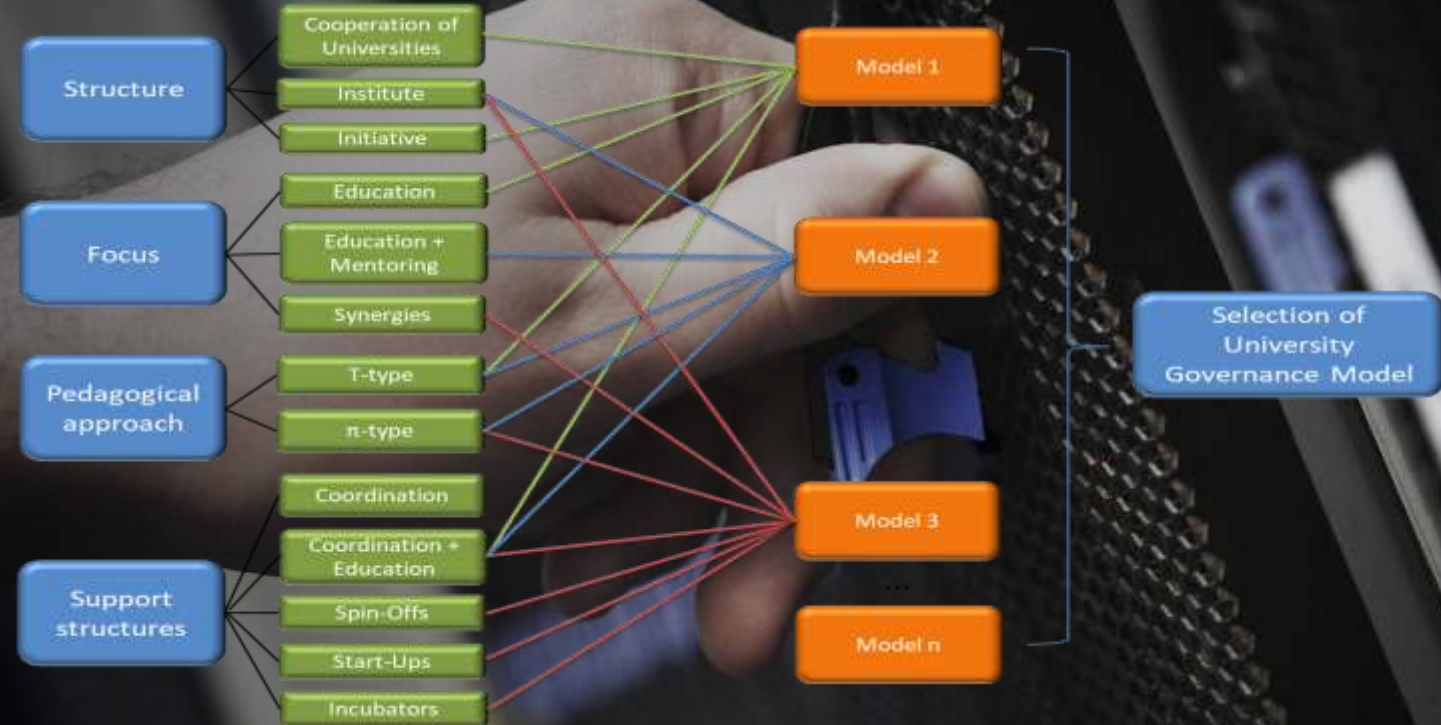 Structure
Cooperation of
Universities
Institute
Initiative
Focus
Education
Education +
Mentoring
Synergies
Pedagogical
approach
T-type
π-type
Support
structures
Coordination
Coordination +
Education
Spin-Offs
Start-Ups
Incubators
Model 1
Model 2
Model 3
...
Model n
Selection of
University
Governance Model